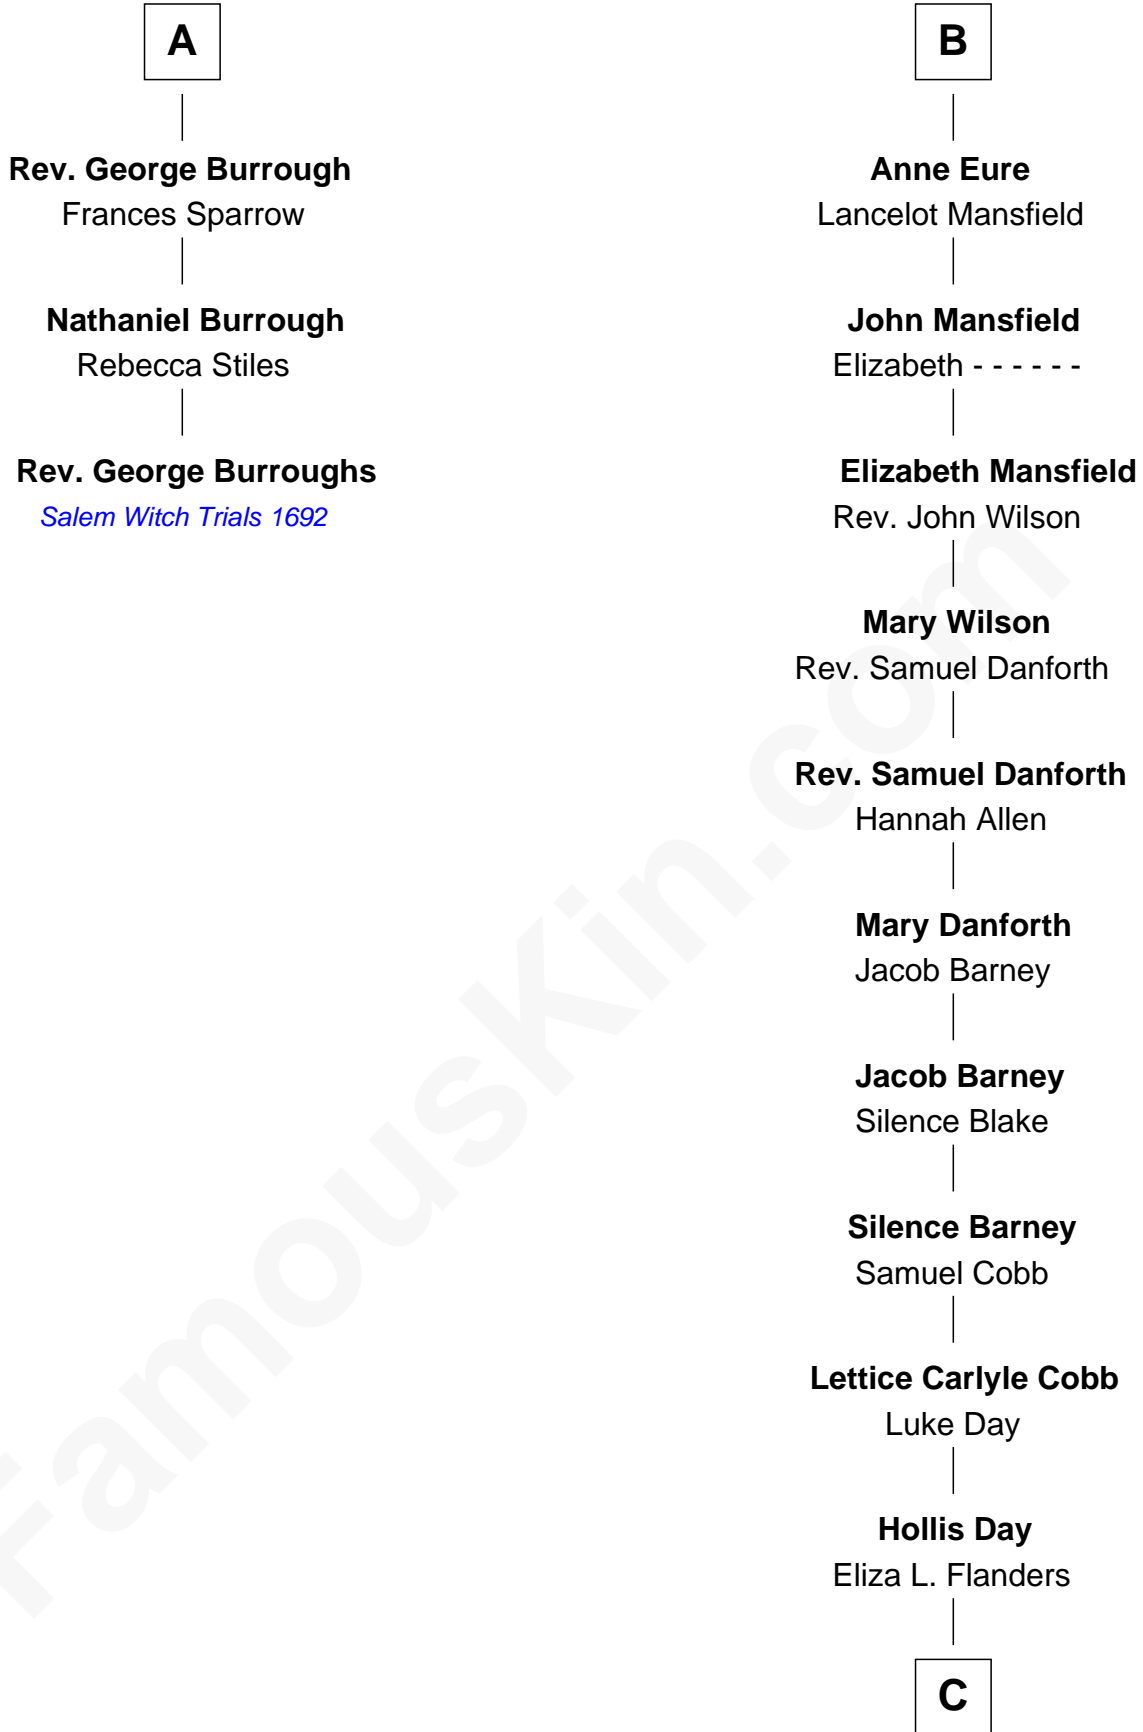 A
Rev. George Burrough
Frances Sparrow
Nathaniel Burrough
Rebecca Stiles
Rev. George Burroughs
Salem Witch Trials 1692
B
Anne Eure
Lancelot Mansfield
John Mansfield
Elizabeth - - - - - -
Elizabeth Mansfield
Rev. John Wilson
Mary Wilson
Rev. Samuel Danforth
Rev. Samuel Danforth
Hannah Allen
Mary Danforth
Jacob Barney
Jacob Barney
Silence Blake
Silence Barney
Samuel Cobb
Lettice Carlyle Cobb
Luke Day
Hollis Day
Eliza L. Flanders
C
FamousKin.com